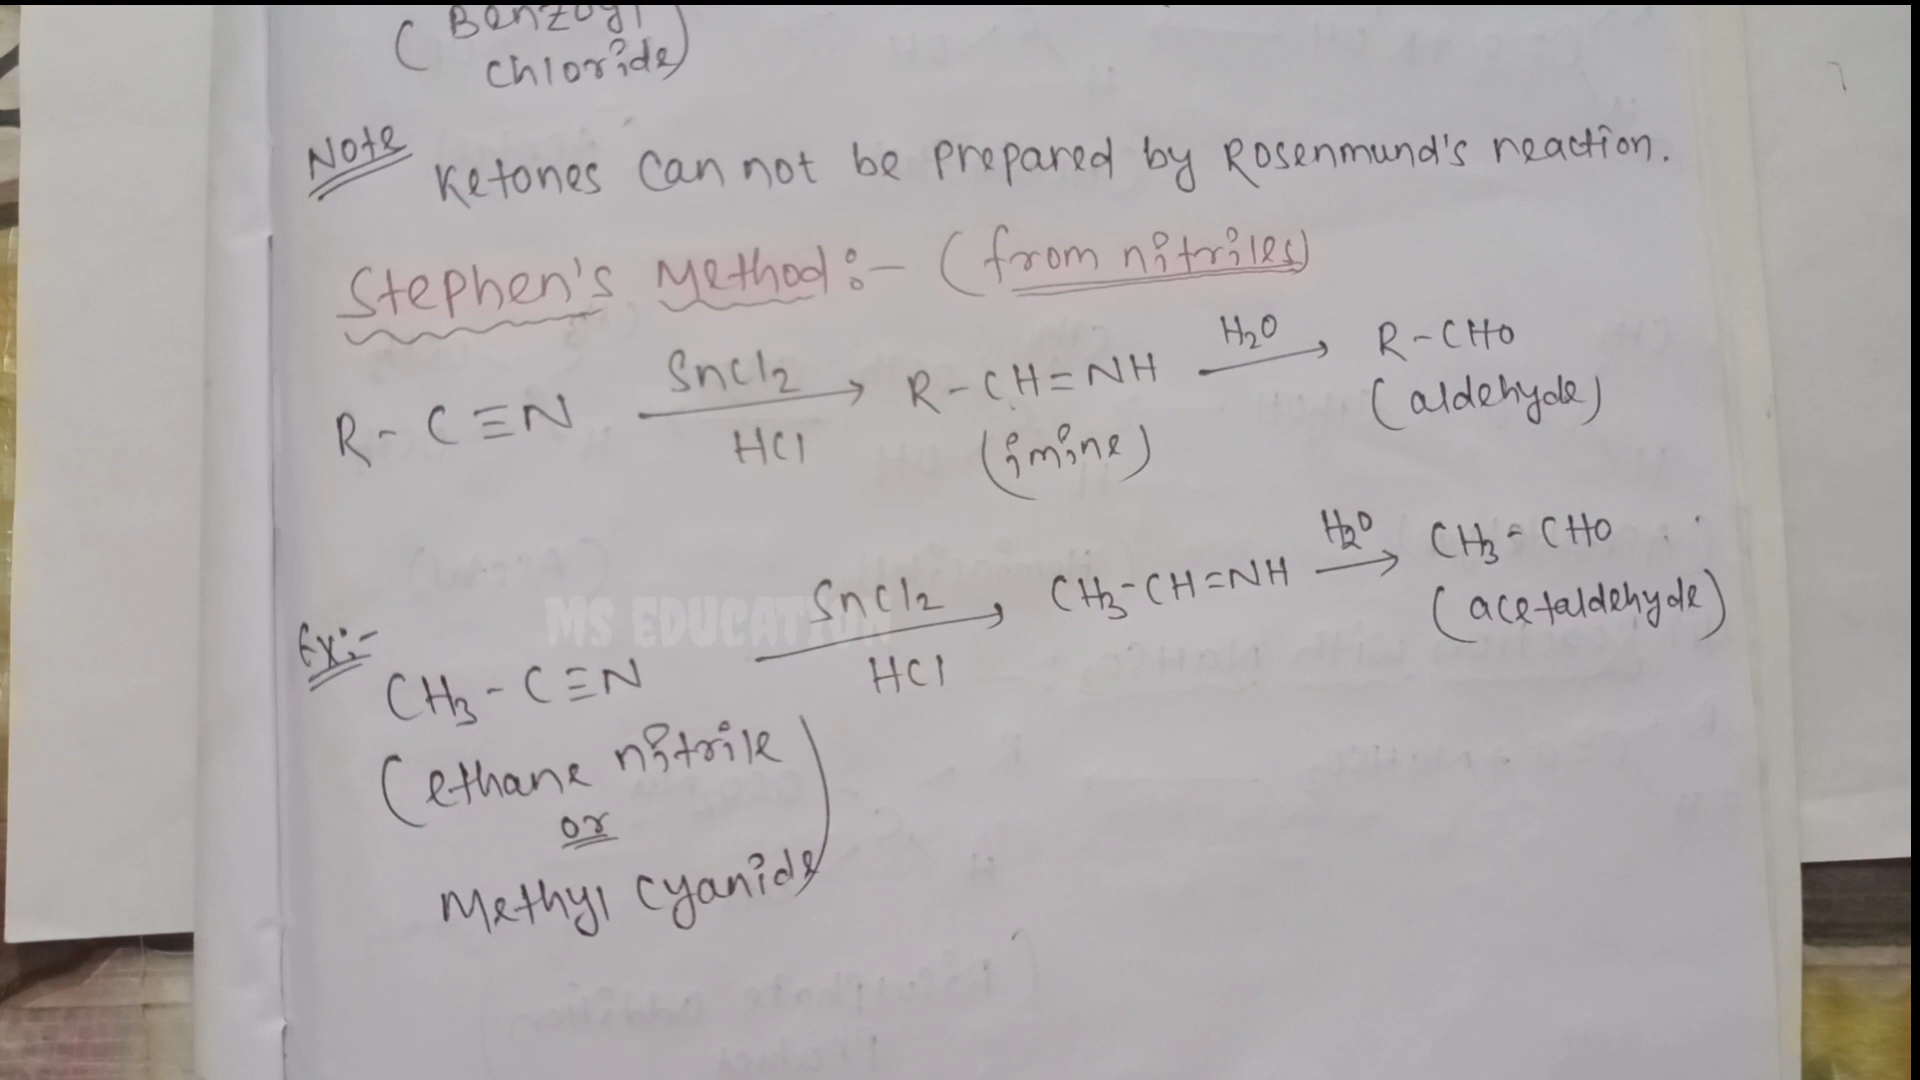 ( Benzoyl
chloride)
Note Ketones can not be prepared by Rosenmund's reaction.
Stephen's Method:- (from nitriles)
R-C≡N SnCl2 HCl → R-CH=NH (imine) H2O → R-CHO (aldehyde)
Ex:- CH3-C≡N SnCl2 HCl → CH3-CH=NH H2O → CH3-CHO (acetaldehyde)
(ethane nitrile
or
Methyl cyanide)
MS EDUCATION